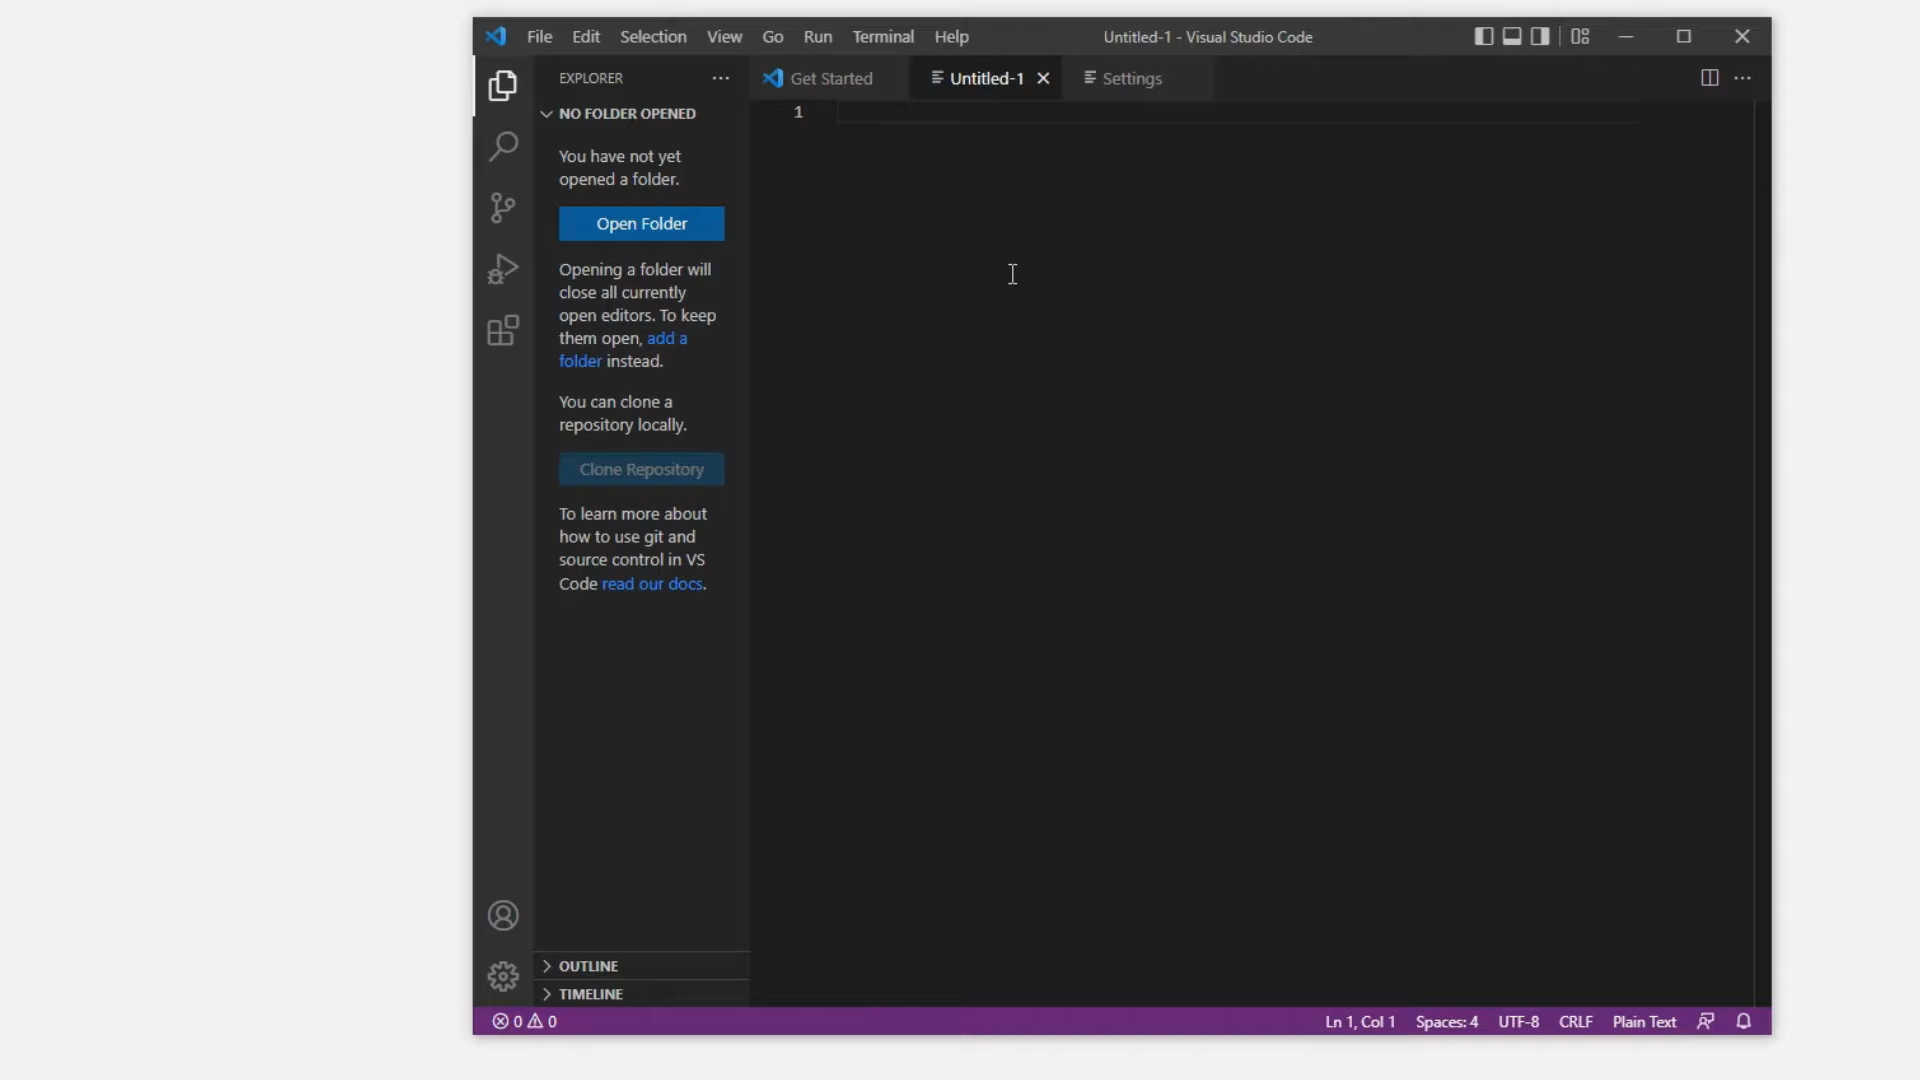 File Edit Selection View Go Run Terminal Help Untitled-1 - Visual Studio Code
EXPLORER
Get Started Untitled-1 Settings
NO FOLDER OPENED
1
You have not yet
opened a folder.
Open Folder
Opening a folder will
close all currently
open editors. To keep
them open, add a
folder instead.
You can clone a
repository locally.
Clone Repository
To learn more about
how to use git and
source control in VS
Code read our docs.
OUTLINE
TIMELINE
0 0 Ln 1, Col 1 Spaces: 4 UTF-8 CRLF Plain Text